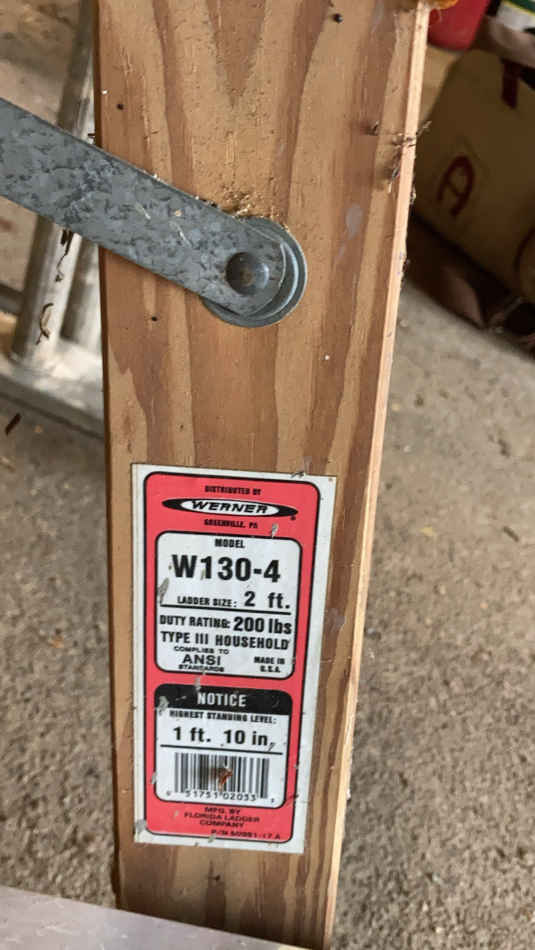 DISTRIBUTED BY
WERNER
GREENVILLE, PA
MODEL
W130-4
LADDER SIZE: 2 ft.
DUTY RATING: 200 lbs
TYPE III HOUSEHOLD
COMPLIES TO
ANSI
STANDARDS
MADE IN
U.S.A.
NOTICE
HIGHEST STANDING LEVEL:
1 ft. 10 in.
0 51751 02033
MFG. BY
FLORIDA LADDER
COMPANY